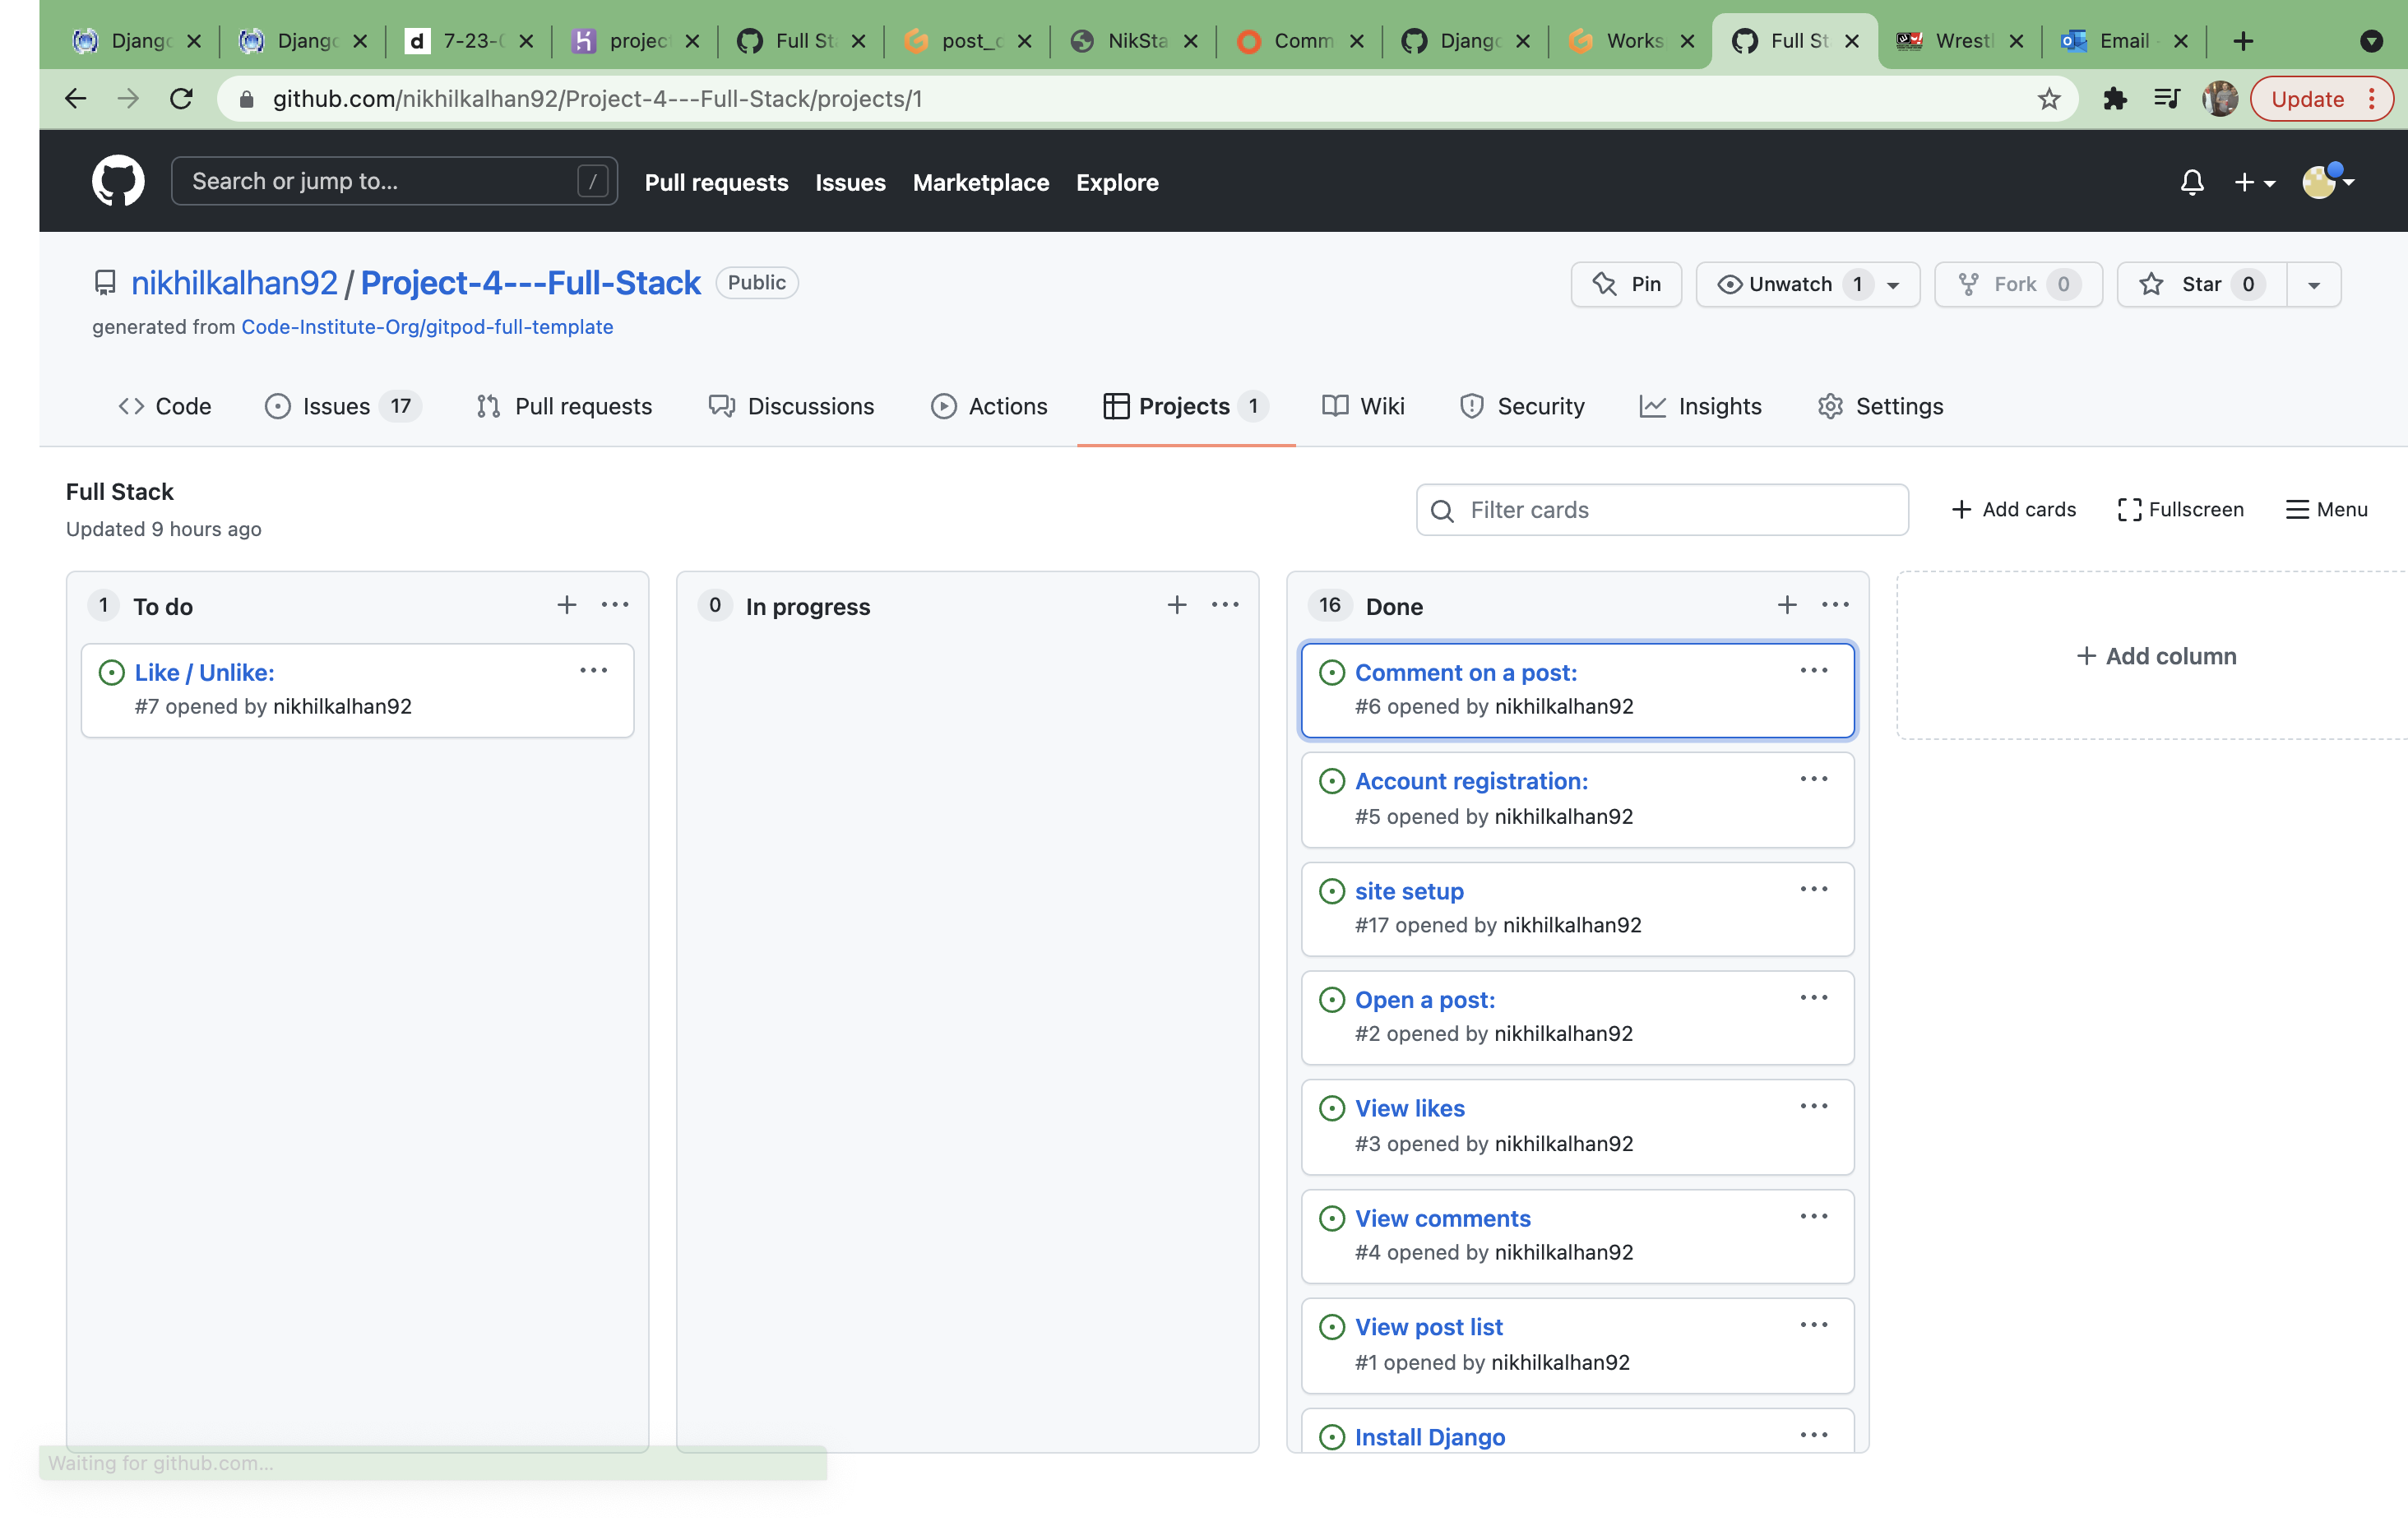 Django Django 7-23-0 project Full St post_d NikSta Comm Django Works Full St Wrestl Email -
github.com/nikhilkalhan92/Project-4---Full-Stack/projects/1 Update
Search or jump to... / Pull requests Issues Marketplace Explore
nikhilkalhan92 / Project-4---Full-Stack Public Pin Unwatch 1 Fork 0 Star 0
generated from Code-Institute-Org/gitpod-full-template
Code Issues 17 Pull requests Discussions Actions Projects 1 Wiki Security Insights Settings
Full Stack
Updated 9 hours ago
Filter cards + Add cards Fullscreen Menu
1 To do
Like / Unlike:
#7 opened by nikhilkalhan92
0 In progress
16 Done
Comment on a post:
#6 opened by nikhilkalhan92
Account registration:
#5 opened by nikhilkalhan92
site setup
#17 opened by nikhilkalhan92
Open a post:
#2 opened by nikhilkalhan92
View likes
#3 opened by nikhilkalhan92
View comments
#4 opened by nikhilkalhan92
View post list
#1 opened by nikhilkalhan92
Install Django
+ Add column
Waiting for github.com...